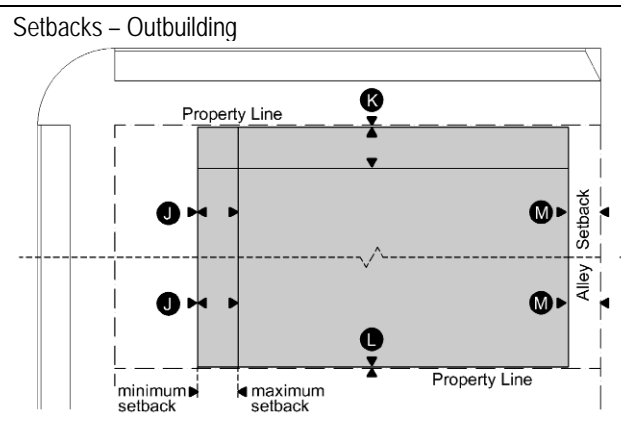 Setbacks – Outbuilding
K
Property Line
J
M
Alley Setback
J
M
L
Property Line
minimum
setback
maximum
setback